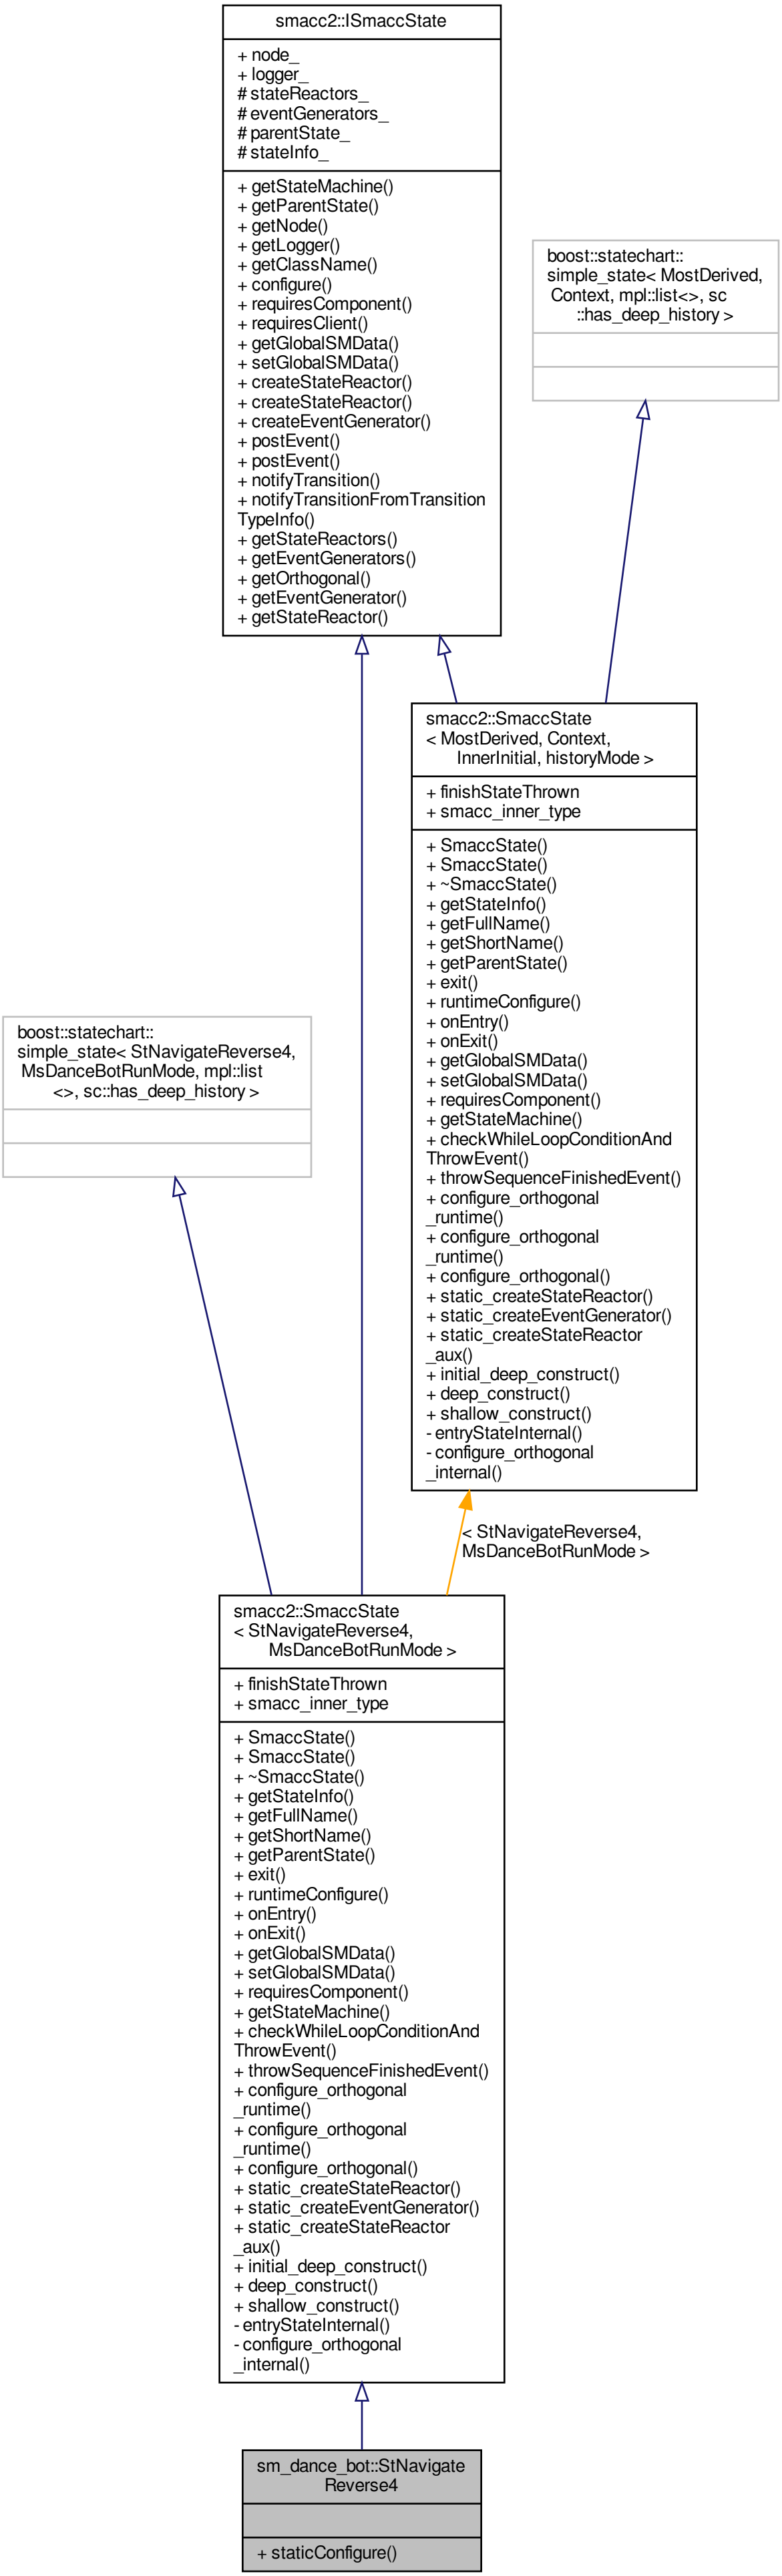 smacc2::ISmaccState
+ node_
+ logger_
# stateReactors_
# eventGenerators_
# parentState_
# stateInfo_
+ getStateMachine()
+ getParentState()
+ getNode()
+ getLogger()
+ getClassName()
+ configure()
+ requiresComponent()
+ requiresClient()
+ getGlobalSMData()
+ setGlobalSMData()
+ createStateReactor()
+ createStateReactor()
+ createEventGenerator()
+ postEvent()
+ postEvent()
+ notifyTransition()
+ notifyTransitionFromTransition
TypeInfo()
+ getStateReactors()
+ getEventGenerators()
+ getOrthogonal()
+ getEventGenerator()
+ getStateReactor()
boost::statechart::
simple_state< MostDerived,
Context, mpl::list<>, sc
::has_deep_history >
smacc2::SmaccState
< MostDerived, Context,
InnerInitial, historyMode >
+ finishStateThrown
+ smacc_inner_type
+ SmaccState()
+ SmaccState()
+ ~SmaccState()
+ getStateInfo()
+ getFullName()
+ getShortName()
+ getParentState()
+ exit()
+ runtimeConfigure()
+ onEntry()
+ onExit()
+ getGlobalSMData()
+ setGlobalSMData()
+ requiresComponent()
+ getStateMachine()
+ checkWhileLoopConditionAnd
ThrowEvent()
+ throwSequenceFinishedEvent()
+ configure_orthogonal
_runtime()
+ configure_orthogonal
_runtime()
+ configure_orthogonal()
+ static_createStateReactor()
+ static_createEventGenerator()
+ static_createStateReactor
_aux()
+ initial_deep_construct()
+ deep_construct()
+ shallow_construct()
- entryStateInternal()
- configure_orthogonal
_internal()
boost::statechart::
simple_state< StNavigateReverse4,
MsDanceBotRunMode, mpl::list
<>, sc::has_deep_history >
< StNavigateReverse4,
MsDanceBotRunMode >
smacc2::SmaccState
< StNavigateReverse4,
MsDanceBotRunMode >
+ finishStateThrown
+ smacc_inner_type
+ SmaccState()
+ SmaccState()
+ ~SmaccState()
+ getStateInfo()
+ getFullName()
+ getShortName()
+ getParentState()
+ exit()
+ runtimeConfigure()
+ onEntry()
+ onExit()
+ getGlobalSMData()
+ setGlobalSMData()
+ requiresComponent()
+ getStateMachine()
+ checkWhileLoopConditionAnd
ThrowEvent()
+ throwSequenceFinishedEvent()
+ configure_orthogonal
_runtime()
+ configure_orthogonal
_runtime()
+ configure_orthogonal()
+ static_createStateReactor()
+ static_createEventGenerator()
+ static_createStateReactor
_aux()
+ initial_deep_construct()
+ deep_construct()
+ shallow_construct()
- entryStateInternal()
- configure_orthogonal
_internal()
sm_dance_bot::StNavigate
Reverse4
+ staticConfigure()